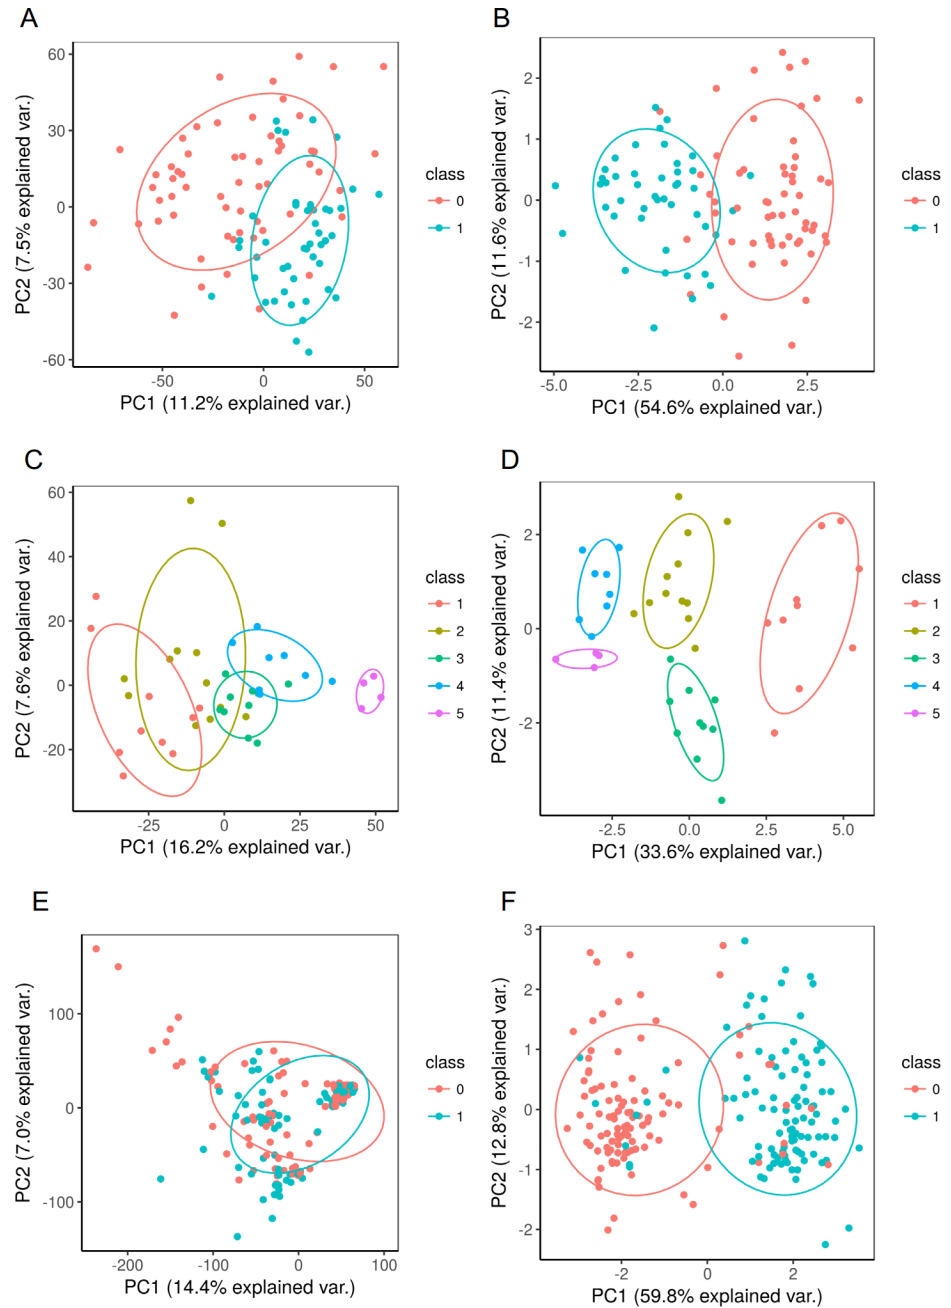 A
60
30
0
-30
-60
-50
0
50
PC1 (11.2% explained var.)
PC2 (7.5% explained var.)
class
0
1
B
2
1
0
-1
-2
-5.0
-2.5
0.0
2.5
PC1 (54.6% explained var.)
PC2 (11.6% explained var.)
class
0
1
C
60
40
20
0
-20
-25
0
25
50
PC1 (16.2% explained var.)
PC2 (7.6% explained var.)
class
1
2
3
4
5
D
2
0
-2
-2.5
0.0
2.5
5.0
PC1 (33.6% explained var.)
PC2 (11.4% explained var.)
class
1
2
3
4
5
E
100
0
-100
-200
-100
0
100
PC1 (14.4% explained var.)
PC2 (7.0% explained var.)
class
0
1
F
3
2
1
0
-1
-2
-2
0
2
PC1 (59.8% explained var.)
PC2 (12.8% explained var.)
class
0
1